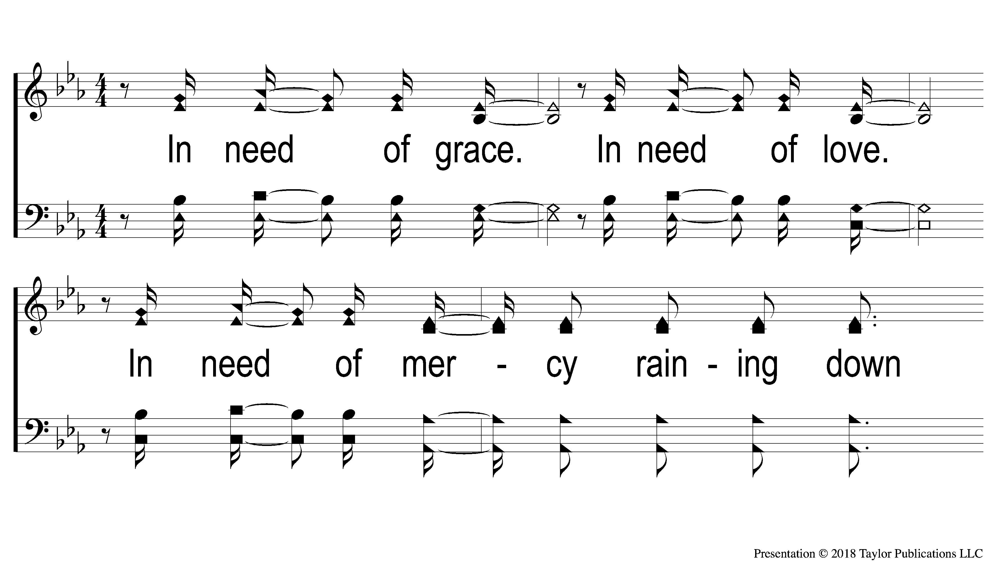 In need of grace. In need of love.
In need of mer - cy rain - ing down
Presentation © 2018 Taylor Publications LLC